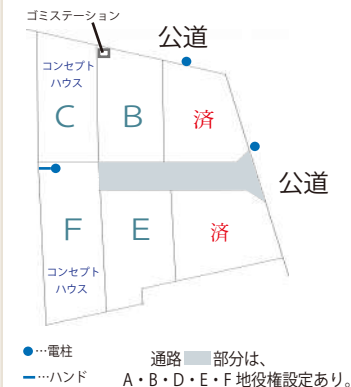 ゴミステーション
公道
コンセプト
ハウス
C
B
済
公道
F
E
済
コンセプト
ハウス
●…電柱
━…ハンド
通路 部分は、
A・B・D・E・F 地役権設定あり。